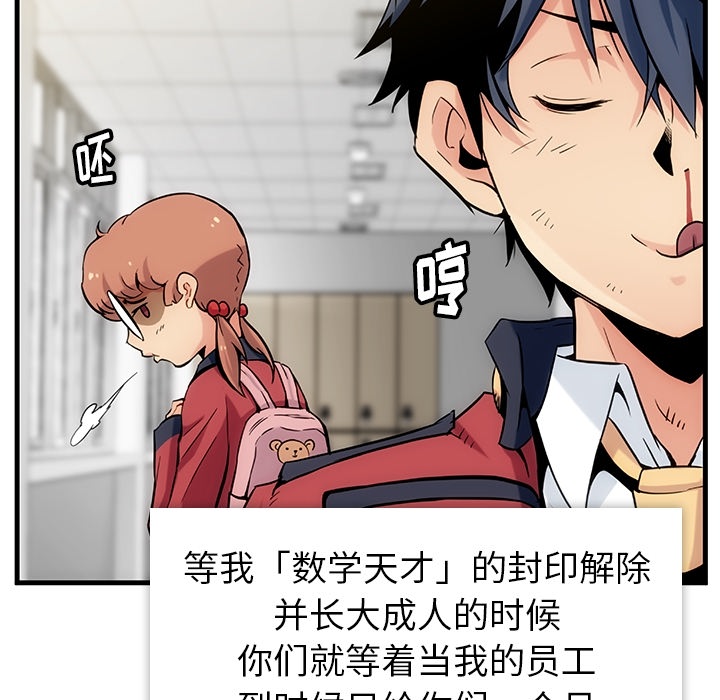 呸
哼
等我「数学天才」的封印解除
并长大成人的时候
你们就等着当我的员工